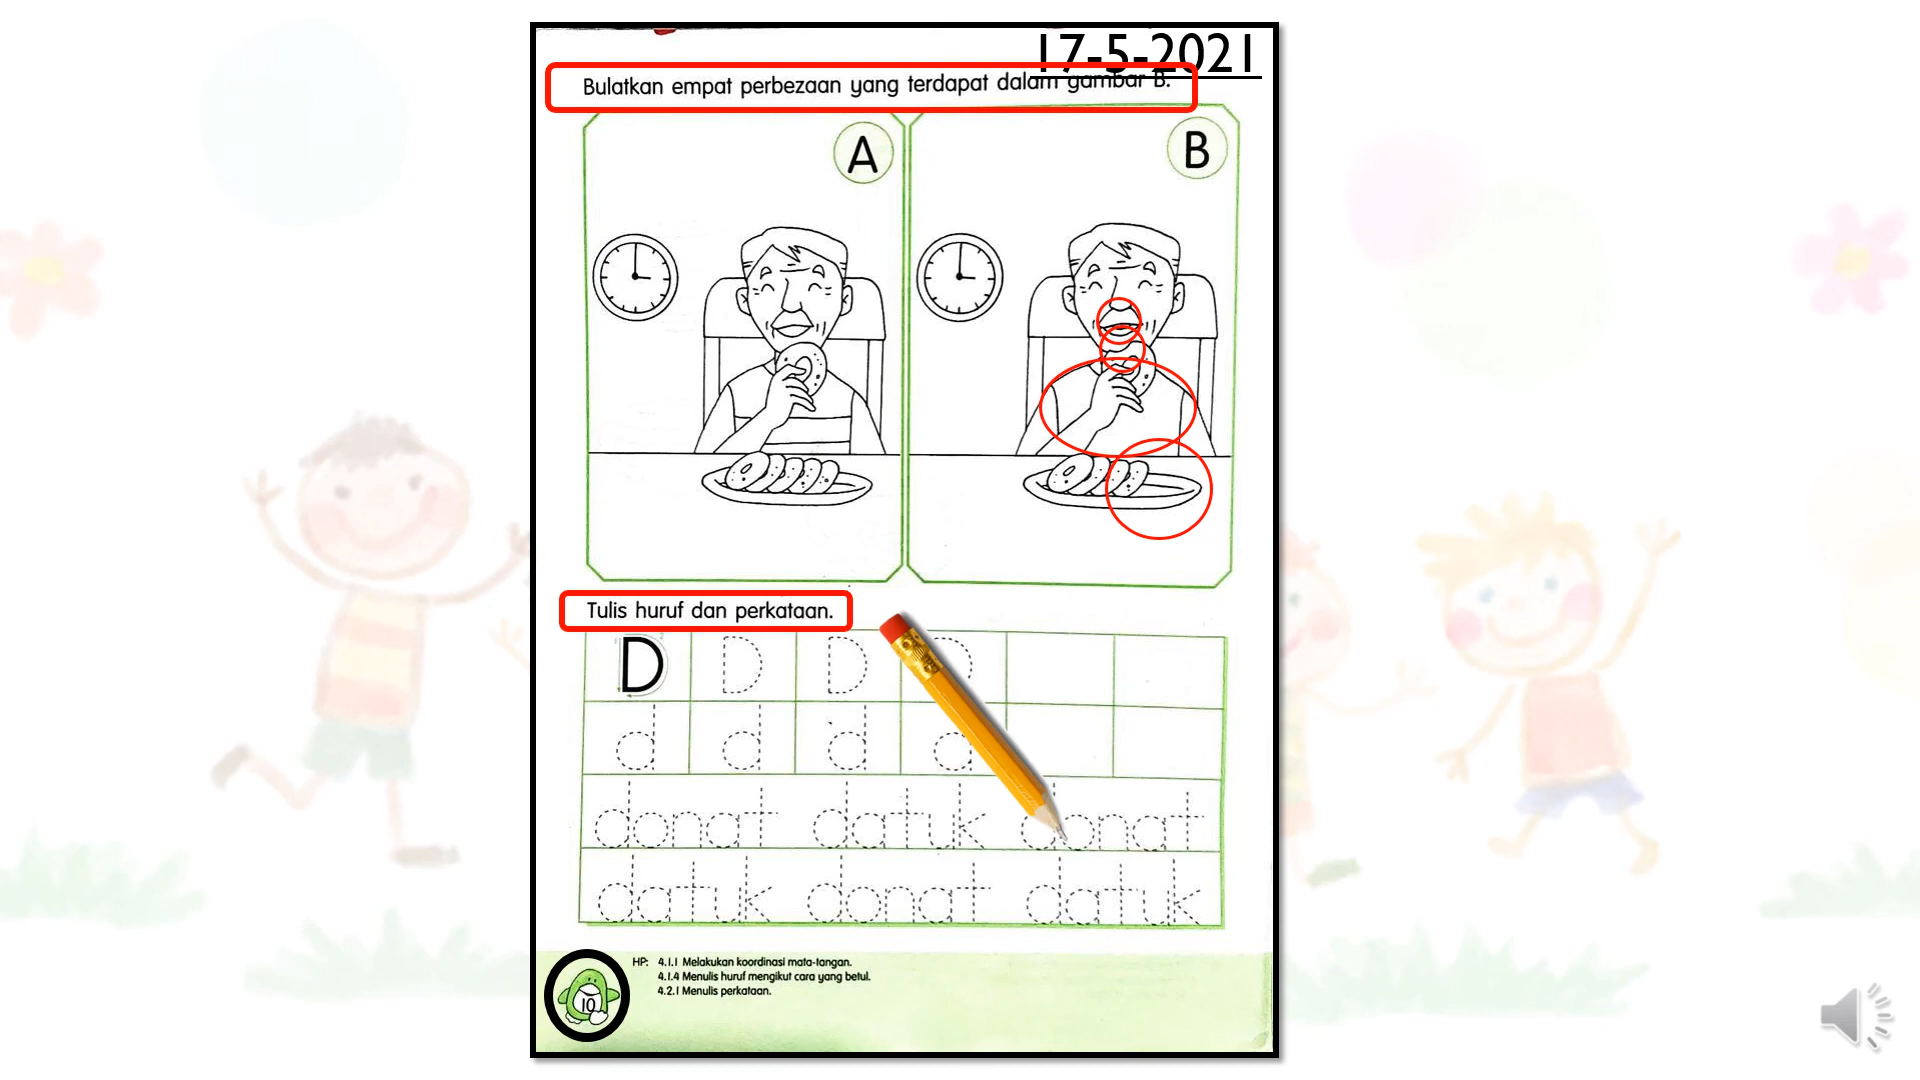 17-5-2021
Bulatkan empat perbezaan yang terdapat dalam gambar B.
A
B
Tulis huruf dan perkataan.
D D D D
d d d d
donat datuk donat
datuk donat datuk
HP: 4.1.1 Melakukan koordinasi mata-tangan.
4.1.4 Menulis huruf mengikut cara yang betul.
4.2.1 Menulis perkataan.
10